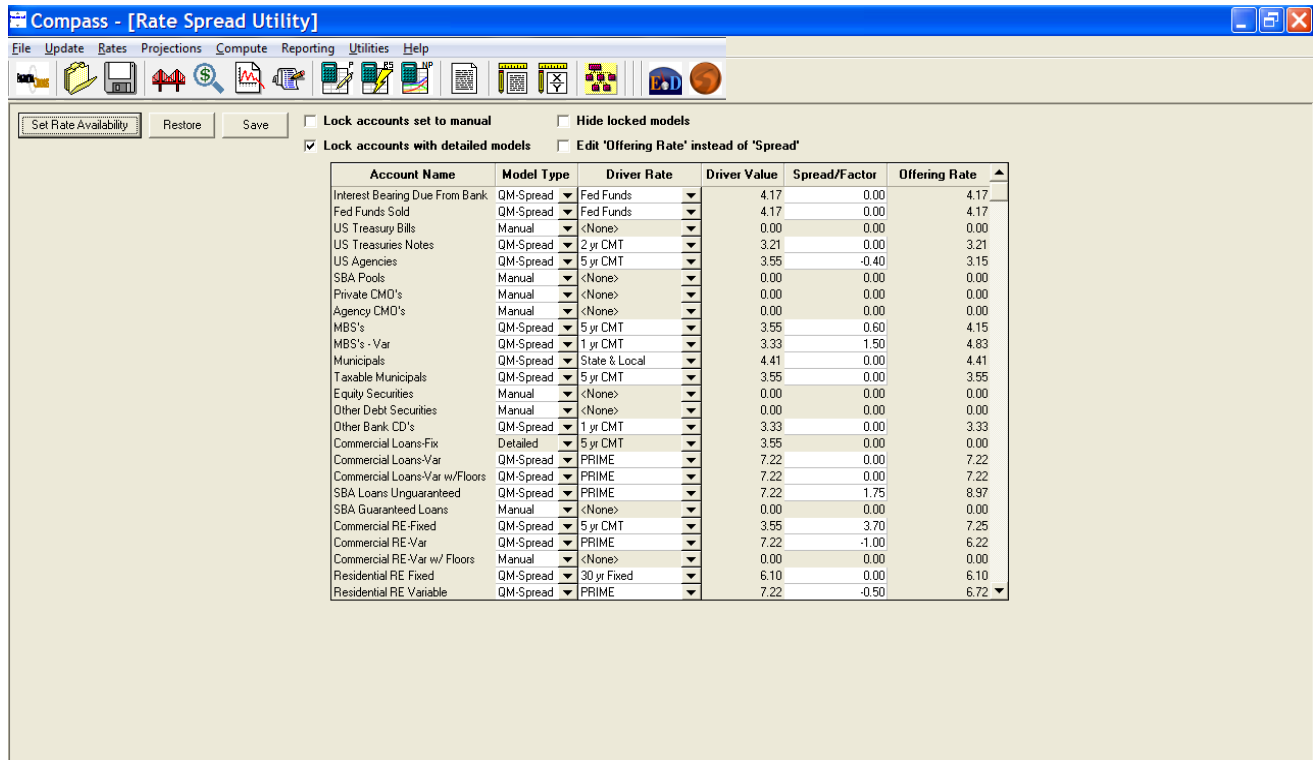 Compass - [Rate Spread Utility]
File Update Rates Projections Compute Reporting Utilities Help
P RS NP
E&D
Set Rate Availability Restore Save Lock accounts set to manual Hide locked models
Lock accounts with detailed models Edit 'Offering Rate' instead of 'Spread'
Account Name Model Type Driver Rate Driver Value Spread/Factor Offering Rate
Interest Bearing Due From Bank QM-Spread Fed Funds 4.17 0.00 4.17
Fed Funds Sold QM-Spread Fed Funds 4.17 0.00 4.17
US Treasury Bills Manual <None> 0.00 0.00 0.00
US Treasuries Notes QM-Spread 2 yr CMT 3.21 0.00 3.21
US Agencies QM-Spread 5 yr CMT 3.55 -0.40 3.15
SBA Pools Manual <None> 0.00 0.00 0.00
Private CMO's Manual <None> 0.00 0.00 0.00
Agency CMO's Manual <None> 0.00 0.00 0.00
MBS's QM-Spread 5 yr CMT 3.55 0.60 4.15
MBS's - Var QM-Spread 1 yr CMT 3.33 1.50 4.83
Municipals QM-Spread State & Local 4.41 0.00 4.41
Taxable Municipals QM-Spread 5 yr CMT 3.55 0.00 3.55
Equity Securities Manual <None> 0.00 0.00 0.00
Other Debt Securities Manual <None> 0.00 0.00 0.00
Other Bank CD's QM-Spread 1 yr CMT 3.33 0.00 3.33
Commercial Loans-Fix Detailed 5 yr CMT 3.55 0.00 0.00
Commercial Loans-Var QM-Spread PRIME 7.22 0.00 7.22
Commercial Loans-Var w/Floors QM-Spread PRIME 7.22 0.00 7.22
SBA Loans Unguaranteed QM-Spread PRIME 7.22 1.75 8.97
SBA Guaranteed Loans Manual <None> 0.00 0.00 0.00
Commercial RE-Fixed QM-Spread 5 yr CMT 3.55 3.70 7.25
Commercial RE-Var QM-Spread PRIME 7.22 -1.00 6.22
Commercial RE-Var w/ Floors Manual <None> 0.00 0.00 0.00
Residential RE Fixed QM-Spread 30 yr Fixed 6.10 0.00 6.10
Residential RE Variable QM-Spread PRIME 7.22 -0.50 6.72